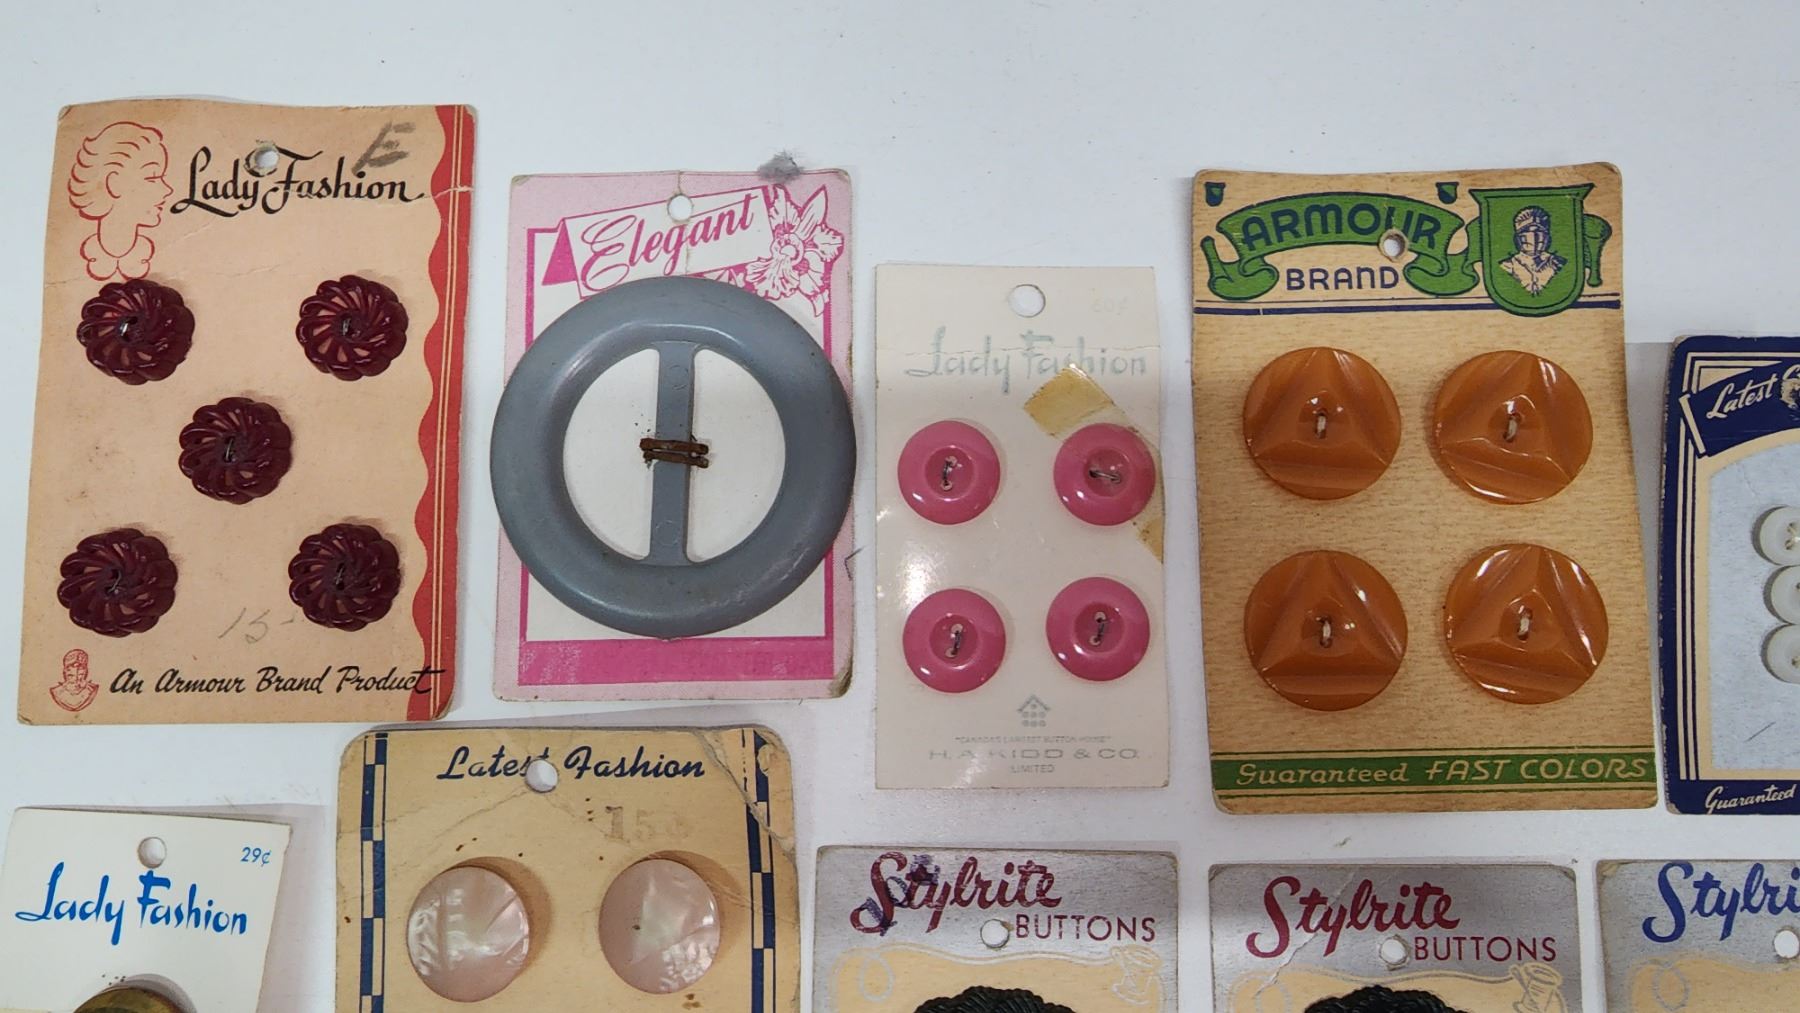 Lady Fashion
E
15-
An Armour Brand Product
Elegant
60¢
Lady Fashion
"CANADA'S LARGEST BUTTON HOUSE"
H. A. KIDD & CO.
LIMITED
ARMOUR
BRAND
Guaranteed FAST COLORS
Latest
Guaranteed
29¢
Lady Fashion
Latest Fashion
15¢
Stylrite
BUTTONS
Stylrite
BUTTONS
Stylri